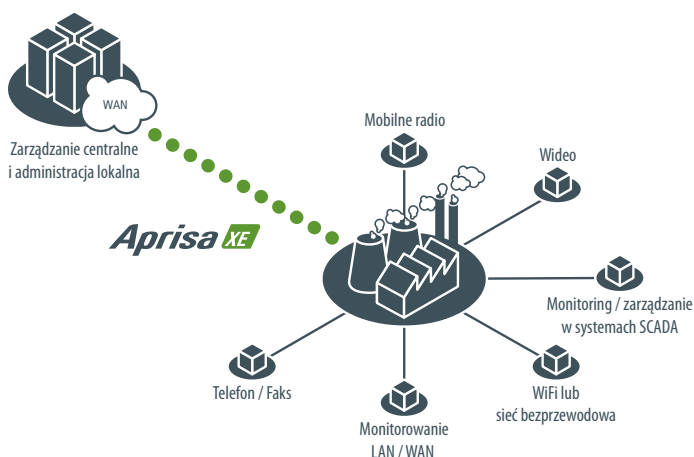 WAN
Zarządzanie centralne
i administracja lokalna
Mobilne radio
Wideo
Aprisa XE
Monitoring / zarządzanie
w systemach SCADA
Telefon / Faks
WiFi lub
sieć bezprzewodowa
Monitorowanie
LAN / WAN